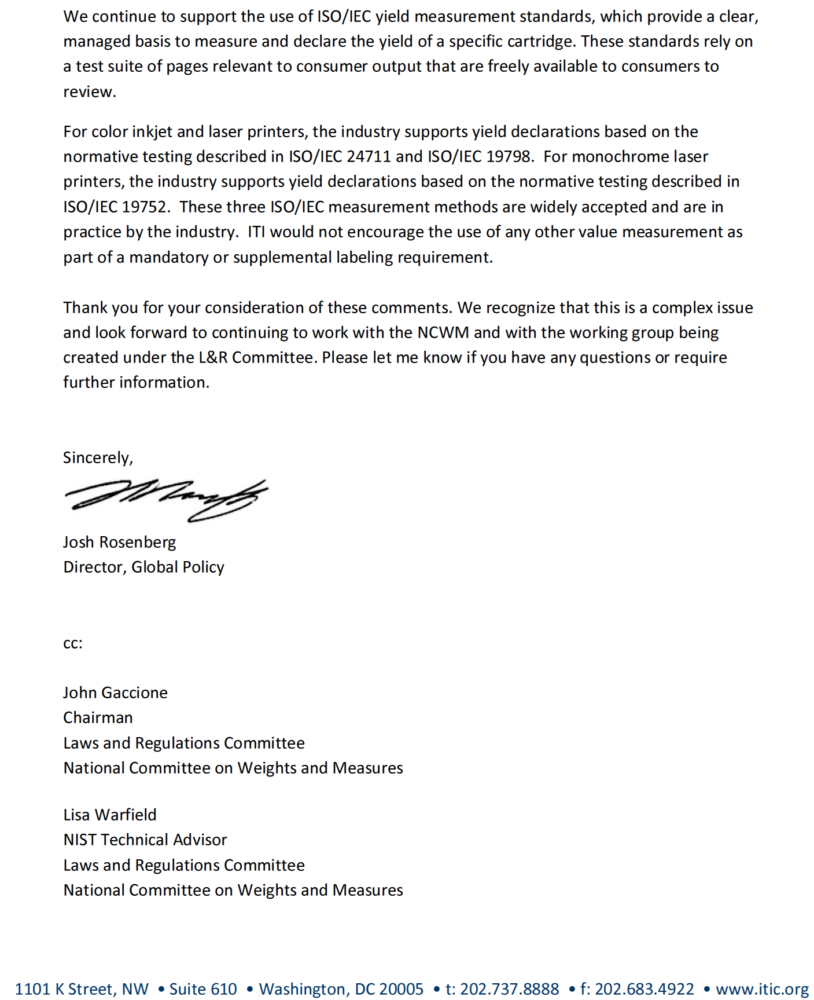 We continue to support the use of ISO/IEC yield measurement standards, which provide a clear,
managed basis to measure and declare the yield of a specific cartridge. These standards rely on
a test suite of pages relevant to consumer output that are freely available to consumers to
review.
For color inkjet and laser printers, the industry supports yield declarations based on the
normative testing described in ISO/IEC 24711 and ISO/IEC 19798.  For monochrome laser
printers, the industry supports yield declarations based on the normative testing described in
ISO/IEC 19752.  These three ISO/IEC measurement methods are widely accepted and are in
practice by the industry.  ITI would not encourage the use of any other value measurement as
part of a mandatory or supplemental labeling requirement.
Thank you for your consideration of these comments. We recognize that this is a complex issue
and look forward to continuing to work with the NCWM and with the working group being
created under the L&R Committee. Please let me know if you have any questions or require
further information.
Sincerely,
Josh Rosenberg
Director, Global Policy
cc:
John Gaccione
Chairman
Laws and Regulations Committee
National Committee on Weights and Measures
Lisa Warfield
NIST Technical Advisor
Laws and Regulations Committee
National Committee on Weights and Measures
1101 K Street, NW • Suite 610 • Washington, DC 20005 • t: 202.737.8888 • f: 202.683.4922 • www.itic.org